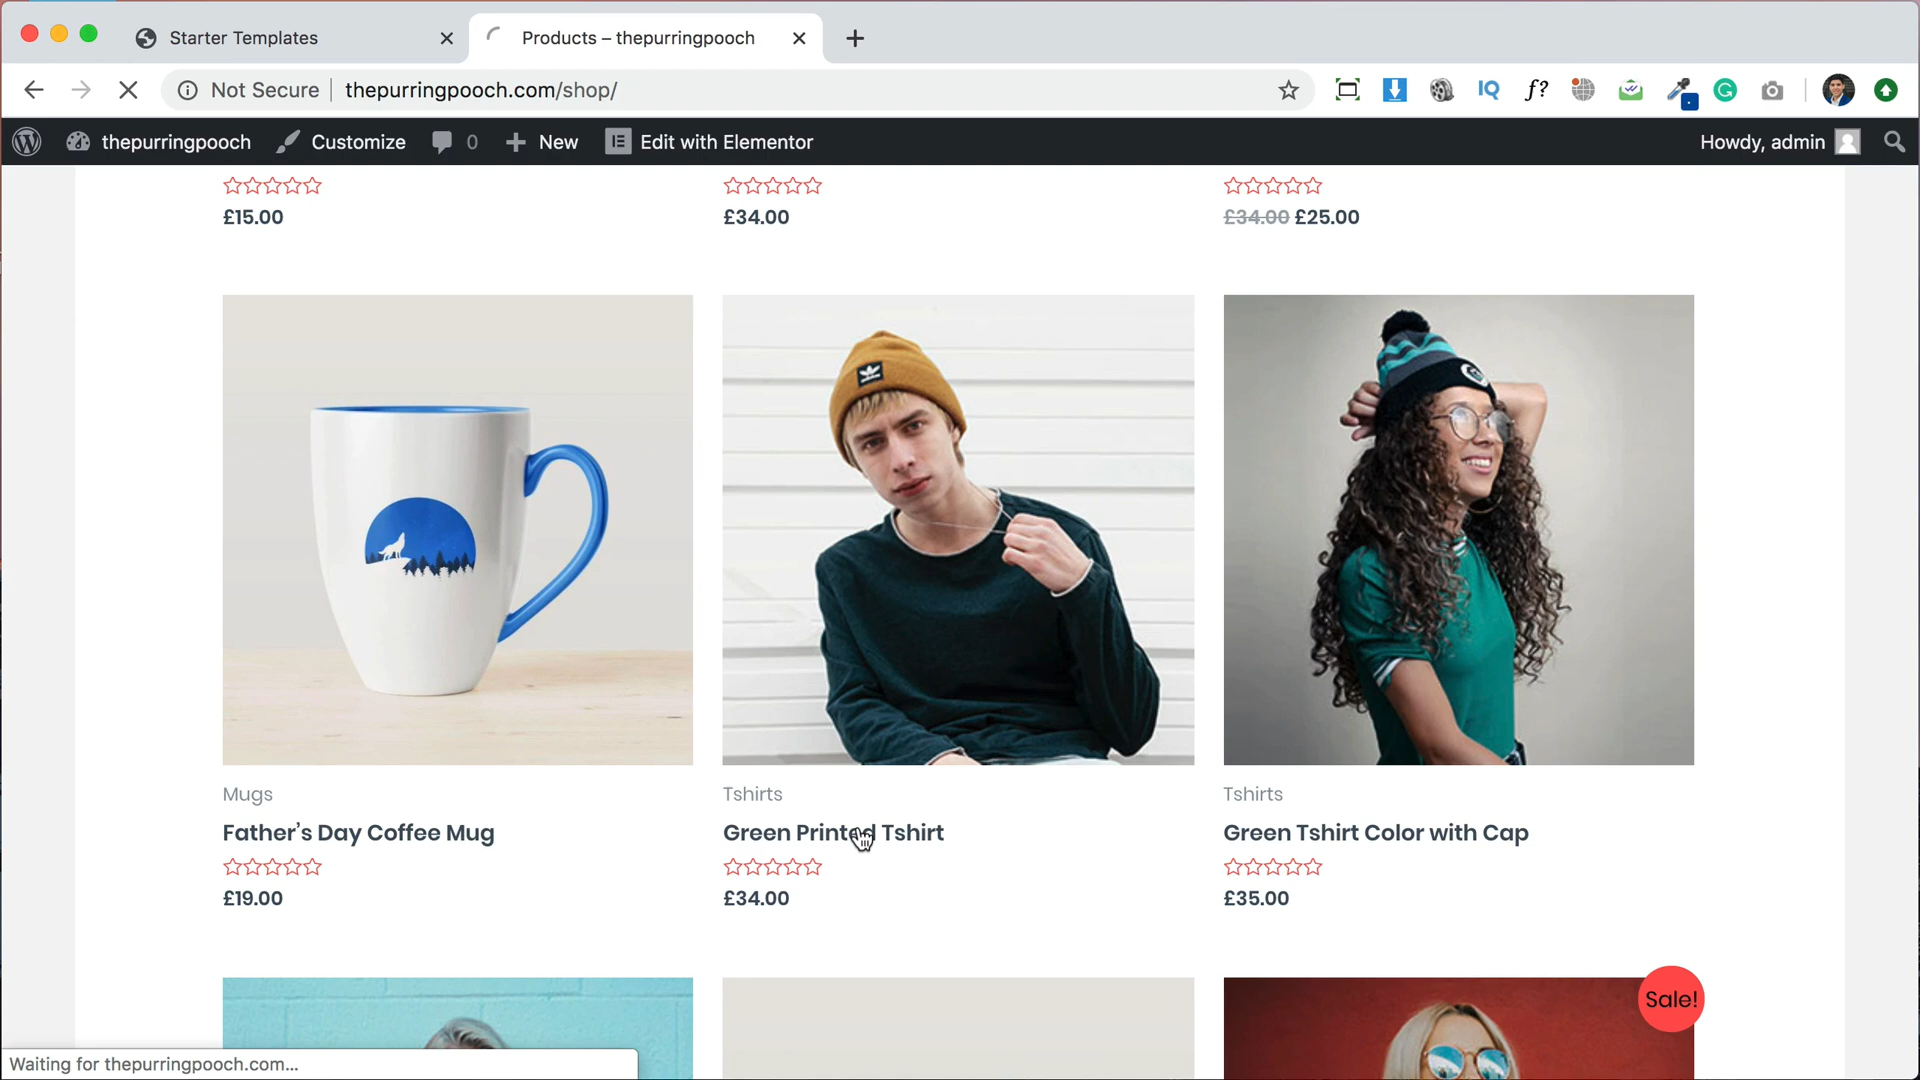 Starter Templates
Products – thepurringpooch
Not Secure
thepurringpooch.com/shop/
IQ
f?
thepurringpooch
Customize
0
New
Edit with Elementor
Howdy, admin
£15.00
£34.00
£34.00 £25.00
Mugs
Father’s Day Coffee Mug
£19.00
Tshirts
Green Printed Tshirt
£34.00
Tshirts
Green Tshirt Color with Cap
£35.00
Sale!
Waiting for thepurringpooch.com...